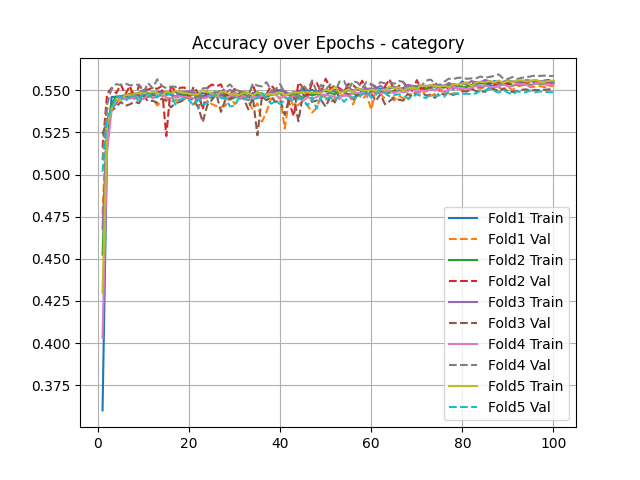 Accuracy over Epochs - category
0.550
0.525
0.500
0.475
0.450
0.425
0.400
0.375
0 20 40 60 80 100
Fold1 Train
Fold1 Val
Fold2 Train
Fold2 Val
Fold3 Train
Fold3 Val
Fold4 Train
Fold4 Val
Fold5 Train
Fold5 Val